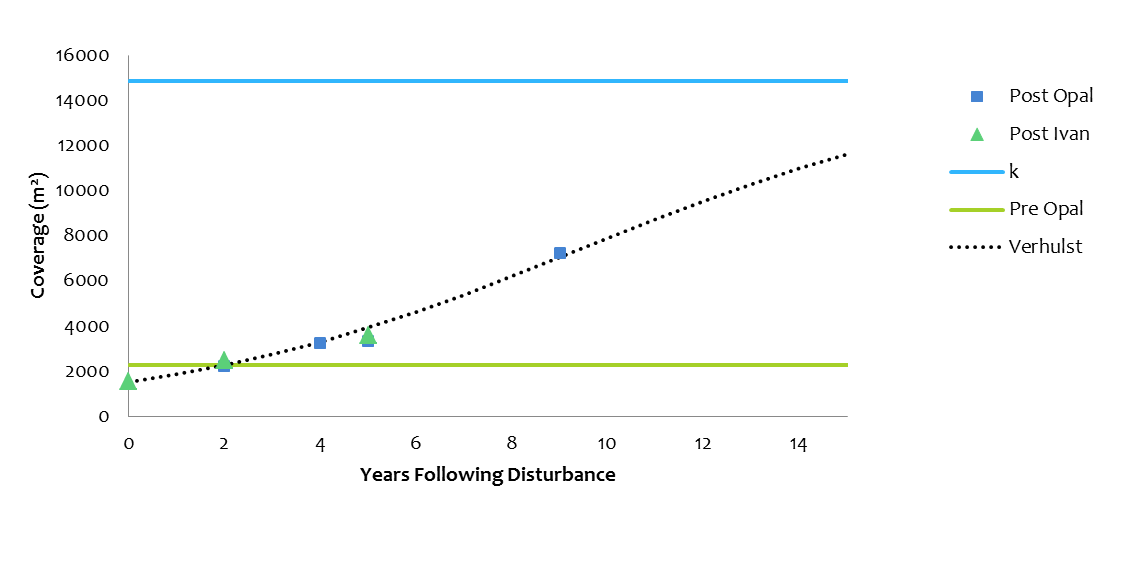 16000
14000
12000
10000
8000
6000
4000
2000
0
Coverage (m²)
0 2 4 6 8 10 12 14
Years Following Disturbance
Post Opal
Post Ivan
k
Pre Opal
Verhulst